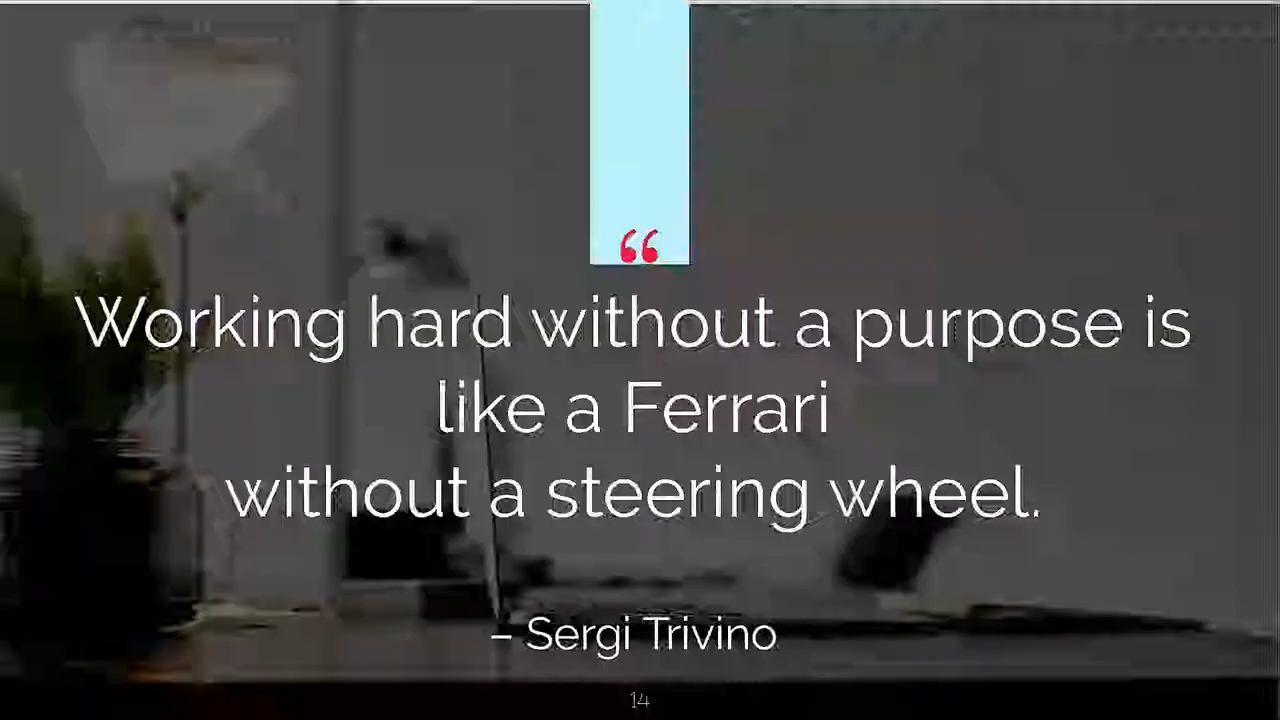 “
Working hard without a purpose is
like a Ferrari
without a steering wheel.
– Sergi Trivino
14